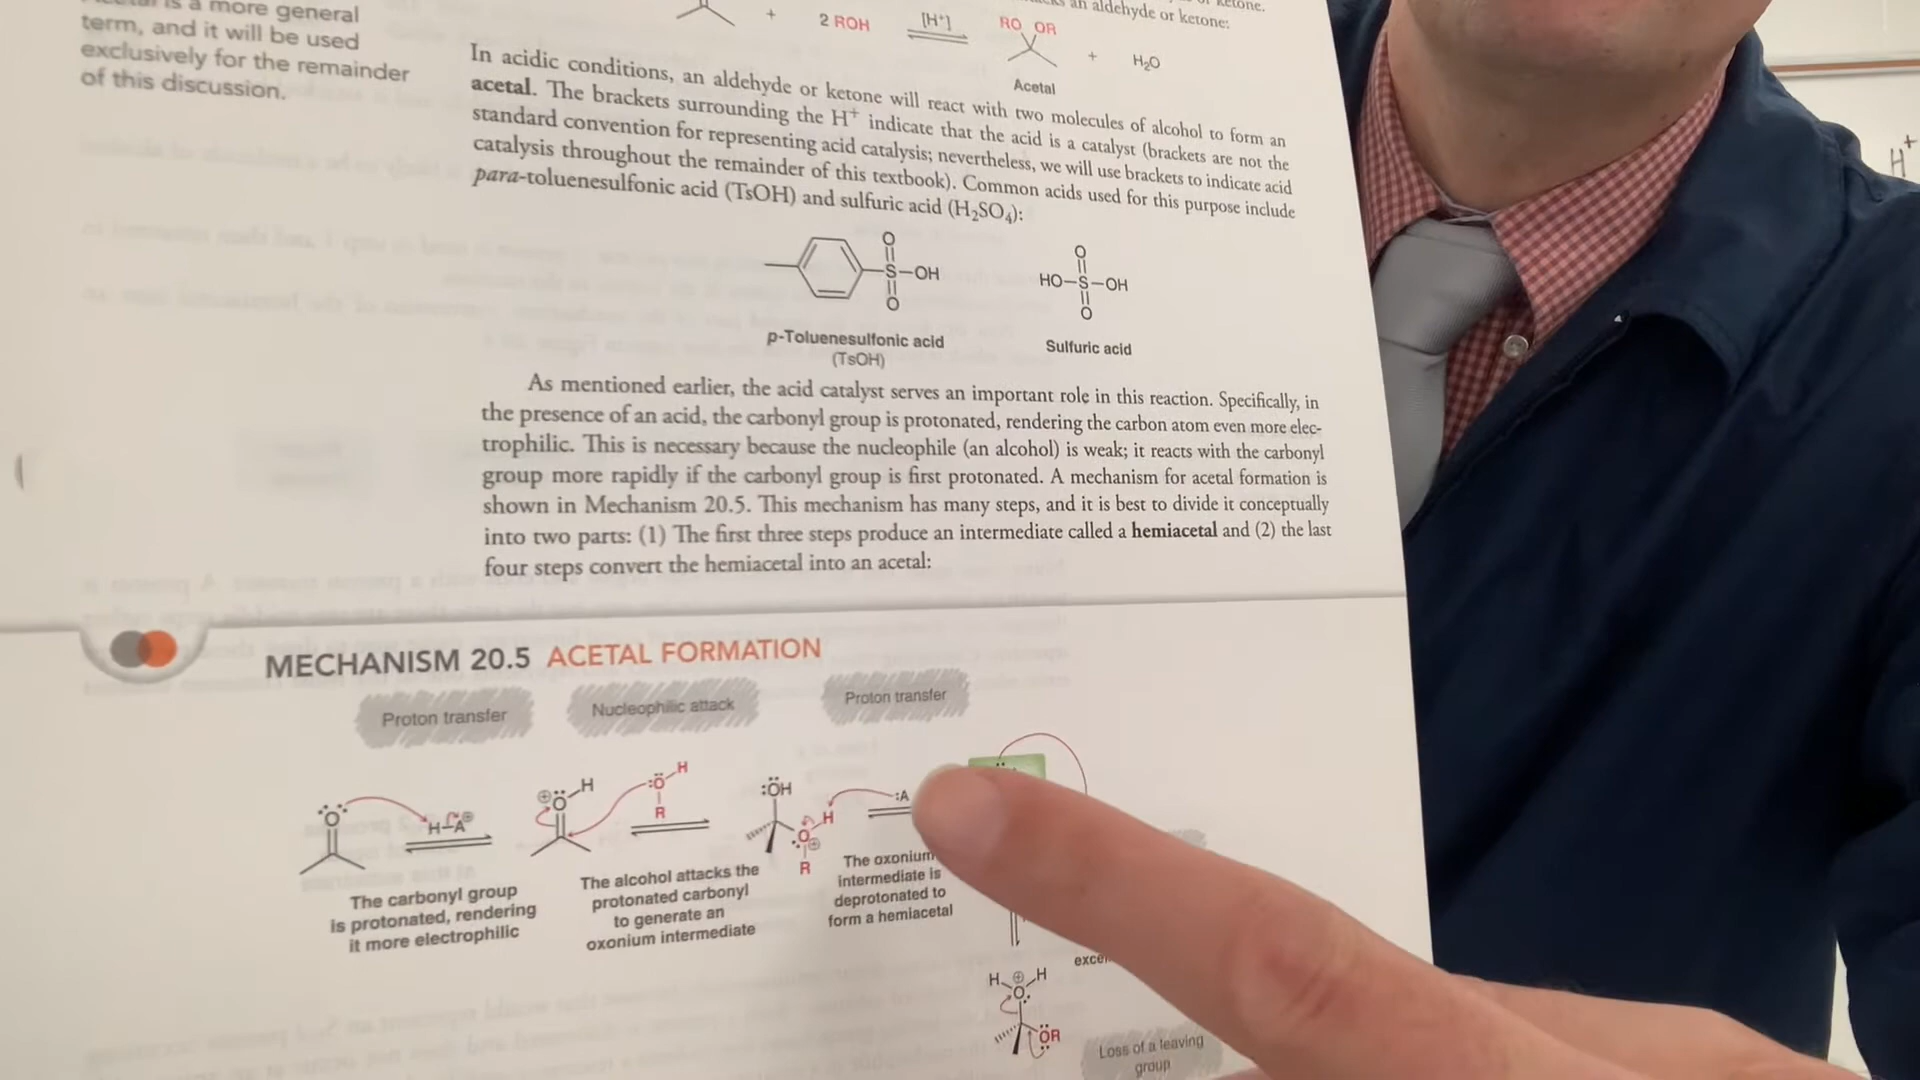 is a more general
term, and it will be used
exclusively for the remainder
of this discussion.
an aldehyde or ketone:
+ 2 ROH [H⁺] RO OR + H₂O
Acetal
In acidic conditions, an aldehyde or ketone will react with two molecules of alcohol to form an
acetal. The brackets surrounding the H⁺ indicate that the acid is a catalyst (brackets are not the
standard convention for representing acid catalysis; nevertheless, we will use brackets to indicate acid
catalysis throughout the remainder of this textbook). Common acids used for this purpose include
para-toluenesulfonic acid (TsOH) and sulfuric acid (H₂SO₄):
O
S—OH
O
O
HO—S—OH
O
p-Toluenesulfonic acid
(TsOH)
Sulfuric acid
As mentioned earlier, the acid catalyst serves an important role in this reaction. Specifically, in
the presence of an acid, the carbonyl group is protonated, rendering the carbon atom even more elec-
trophilic. This is necessary because the nucleophile (an alcohol) is weak; it reacts with the carbonyl
group more rapidly if the carbonyl group is first protonated. A mechanism for acetal formation is
shown in Mechanism 20.5. This mechanism has many steps, and it is best to divide it conceptually
into two parts: (1) The first three steps produce an intermediate called a hemiacetal and (2) the last
four steps convert the hemiacetal into an acetal:
MECHANISM 20.5 ACETAL FORMATION
Proton transfer
Nucleophilic attack
Proton transfer
O
H—A⊕
⊕O—H
:O—H
R
:ÖH
O⊕ H
R
:A
The carbonyl group
is protonated, rendering
it more electrophilic
The alcohol attacks the
protonated carbonyl
to generate an
oxonium intermediate
The oxonium
intermediate is
deprotonated to
form a hemiacetal
H ⊕ H
O
ÖR
Loss of a leaving
group
H⁺